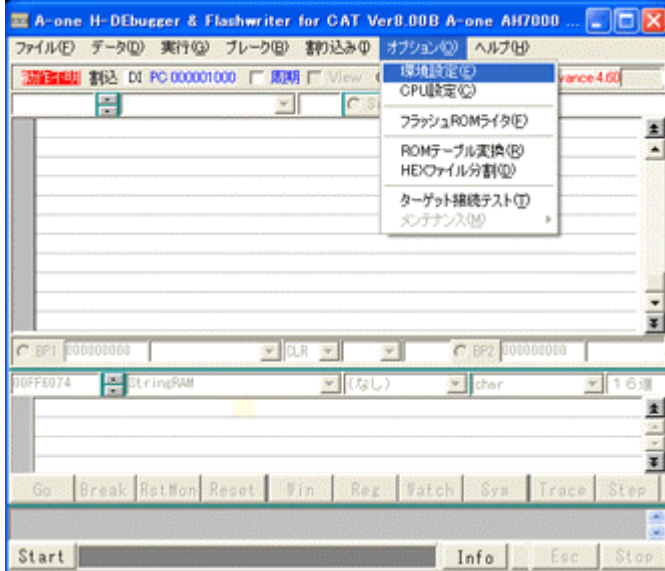 A-one H-DEbugger & Flashwriter for CAT Ver8.00B A-one AH7000 ...
ファイル(F) データ(D) 実行(G) ブレーク(B) 割り込み(I) オプション(O) ヘルプ(H)
動作不明 割込 DI PC 000001000 周期 View
環境設定(E)
CPU設定(C)
フラッシュROMライタ(F)
ROMテーブル変換(R)
HEXファイル分割(D)
ターゲット接続テスト(T)
メンテナンス(M)
BP1 000000000 CLR BP2 000000000
00FF6074 StringRAM (なし) char 16進
Go Break RstMon Reset Win Reg Watch Sym Trace Step
Start Info Esc Stop